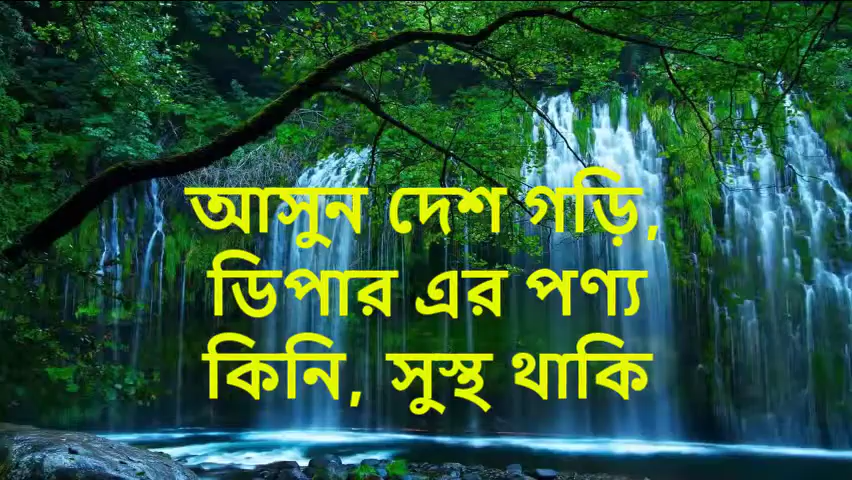 আসুন দেশ গড়ি,
ডিপার এর পণ্য
কিনি, সুস্থ থাকি